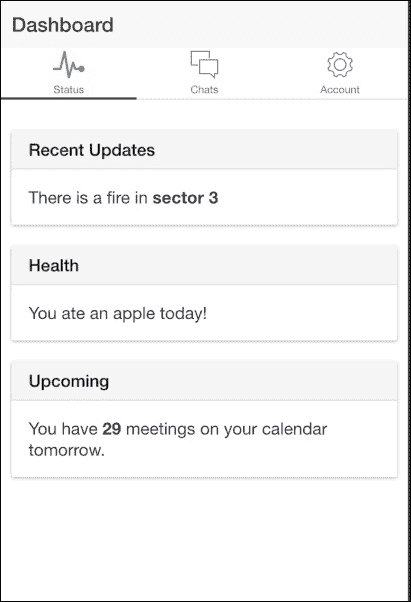 Dashboard
Status Chats Account
Recent Updates
There is a fire in sector 3
Health
You ate an apple today!
Upcoming
You have 29 meetings on your calendar
tomorrow.